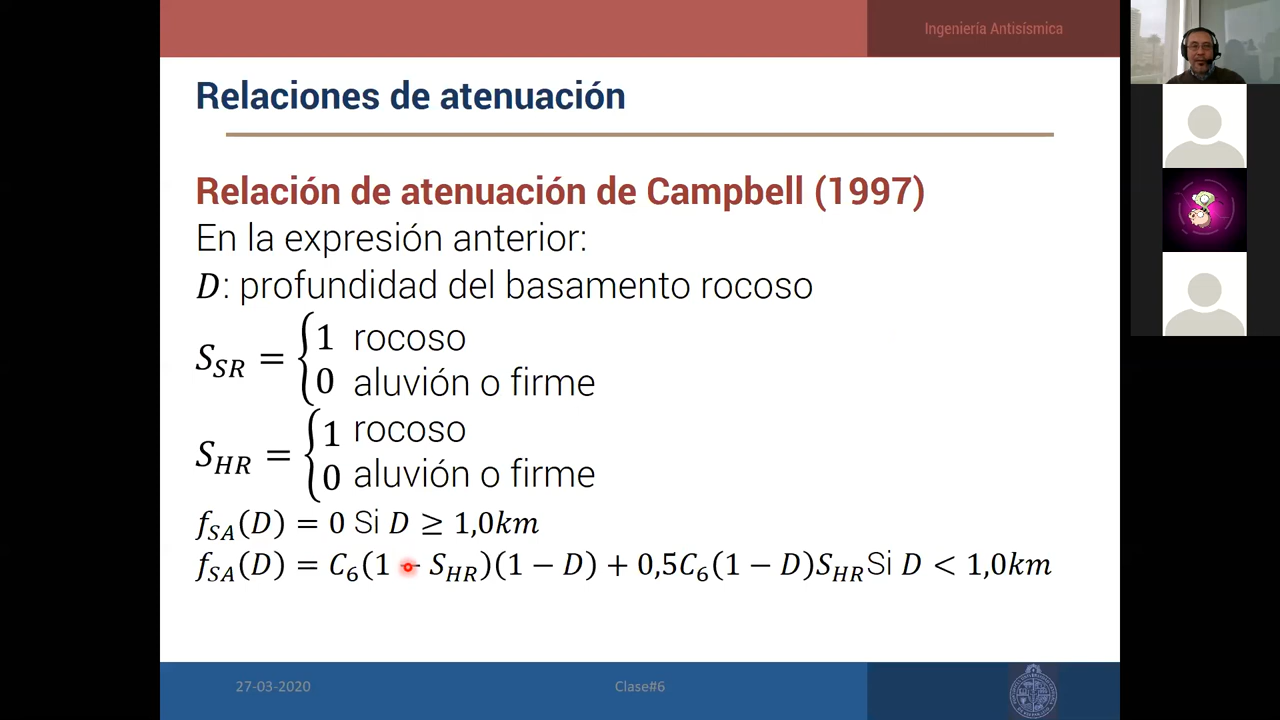 Ingeniería Antisísmica
Relaciones de atenuación
Relación de atenuación de Campbell (1997)
En la expresión anterior:
D: profundidad del basamento rocoso
S_SR = { 1 rocoso
0 aluvión o firme
S_HR = { 1 rocoso
0 aluvión o firme
f_SA(D) = 0 Si D ≥ 1,0km
f_SA(D) = C_6(1 − S_HR)(1 − D) + 0,5C_6(1 − D)S_HR Si D < 1,0km
27-03-2020
Clase#6